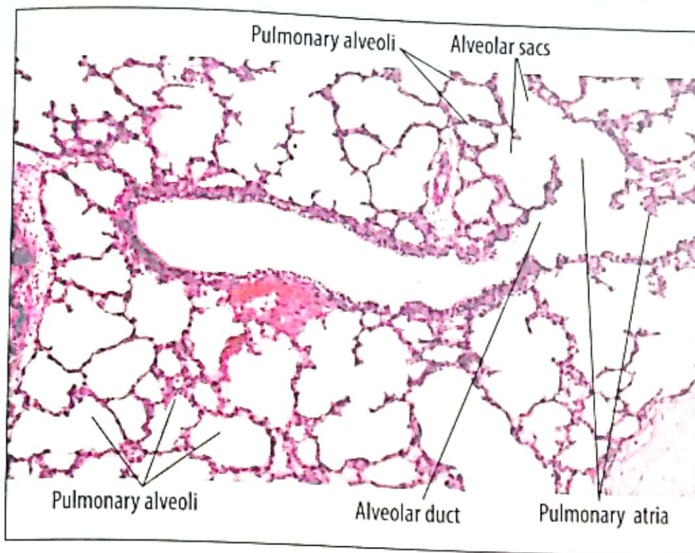 Pulmonary alveoli
Alveolar sacs
Pulmonary alveoli
Alveolar duct
Pulmonary atria